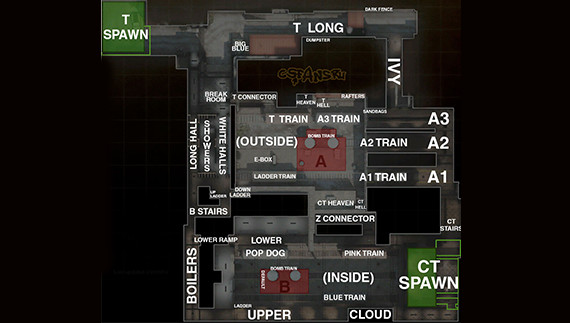 DARK FENCE
T
SPAWN
T LONG
DUMPSTER
BIG
BLUE
CSFANS.RU
IVY
BREAK
ROOM
T CONNECTOR
T
HEAVEN
T
HELL
RAFTERS
SANDBAGS
LONG HALL
SHOWERS
WHITE HALLS
T TRAIN
A3 TRAIN
A3
(OUTSIDE)
BOMB TRAIN
A2 TRAIN
A2
E-BOX
A
LADDER TRAIN
A1 TRAIN
A1
UP
LADDER
DOWN
LADDER
B STAIRS
CT HEAVEN
CT
HELL
Z CONNECTOR
CT
STAIRS
LOWER RAMP
LOWER
BOILERS
POP DOG
PINK TRAIN
BOMB TRAIN
DEFAULT
B
(INSIDE)
CT
SPAWN
BLUE TRAIN
LADDER
UPPER
CLOUD